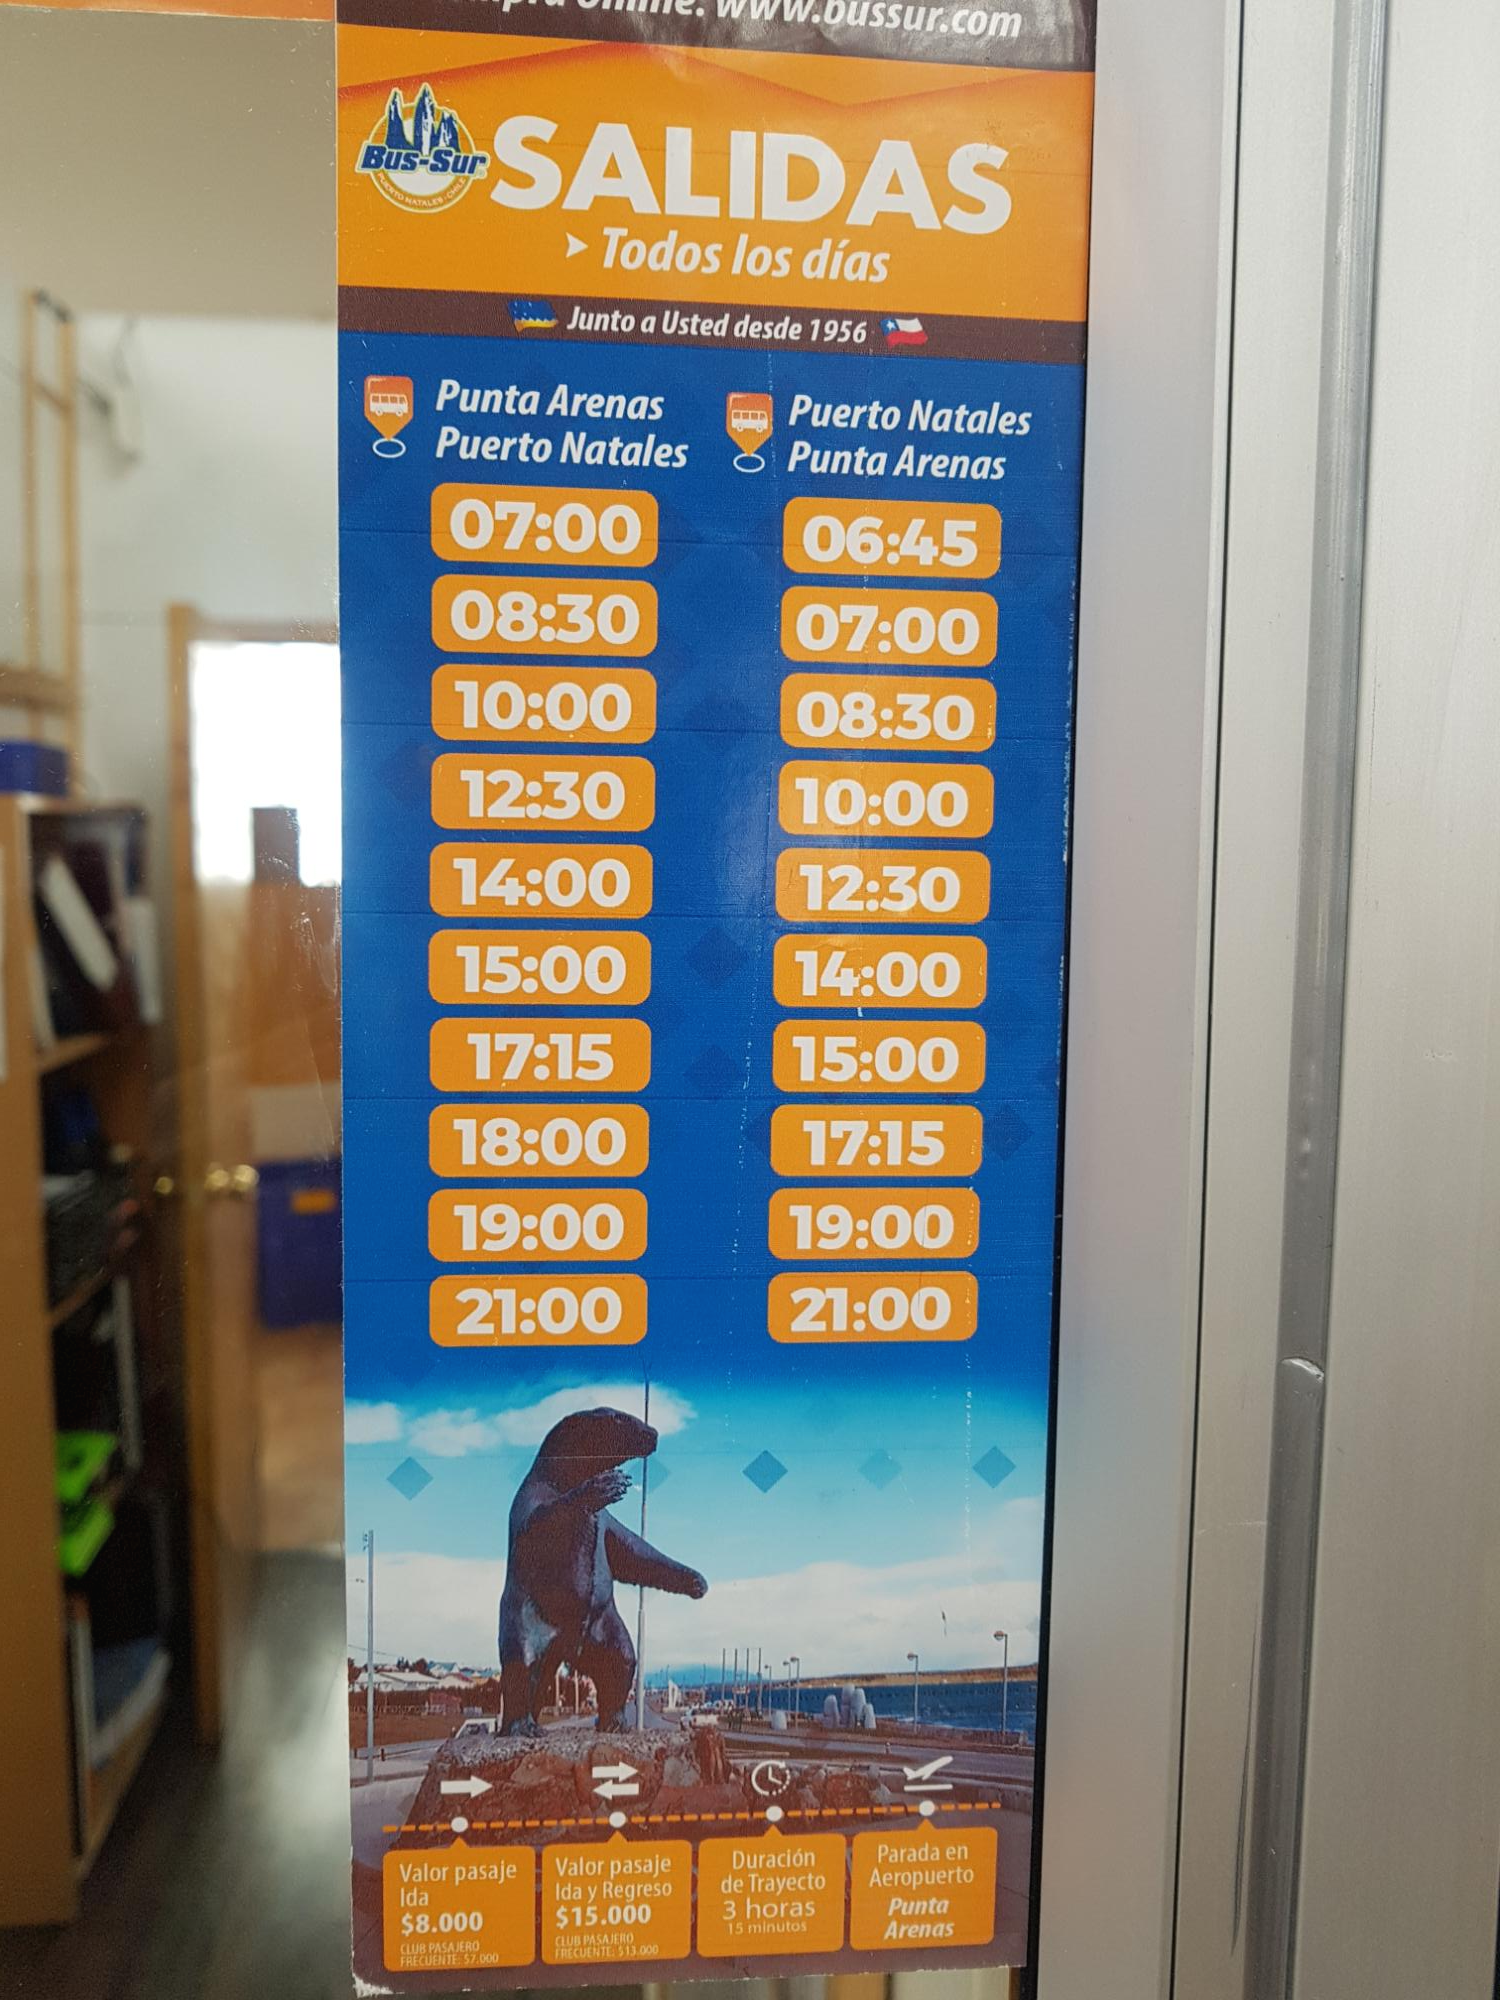 online: www.bussur.com
Bus-Sur
PUERTO NATALES - CHILE
SALIDAS
Todos los días
Junto a Usted desde 1956
Punta Arenas
Puerto Natales
07:00
08:30
10:00
12:30
14:00
15:00
17:15
18:00
19:00
21:00
Puerto Natales
Punta Arenas
06:45
07:00
08:30
10:00
12:30
14:00
15:00
17:15
19:00
21:00
Valor pasaje
Ida
$8.000
CLUB PASAJERO
FRECUENTE: $7.000
Valor pasaje
Ida y Regreso
$15.000
CLUB PASAJERO
FRECUENTE: $13.000
Duración
de Trayecto
3 horas
15 minutos
Parada en
Aeropuerto
Punta
Arenas